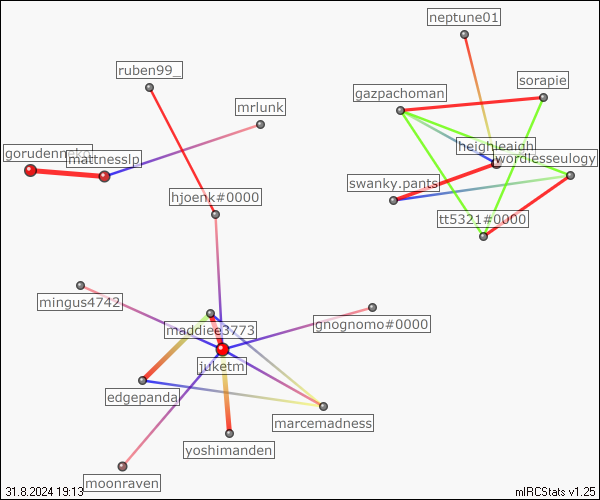 neptune01
ruben99_
sorapie
gazpachoman
mrlunk
heighleaigh
gorudenneko
mattnesslp
wordlesseulogy
swanky.pants
hjoenk#0000
tt5321#0000
mingus4742
maddiee3773
gnognomo#0000
juketm
edgepanda
marcemadness
yoshimanden
moonraven
31.8.2024 19:13
mIRCStats v1.25